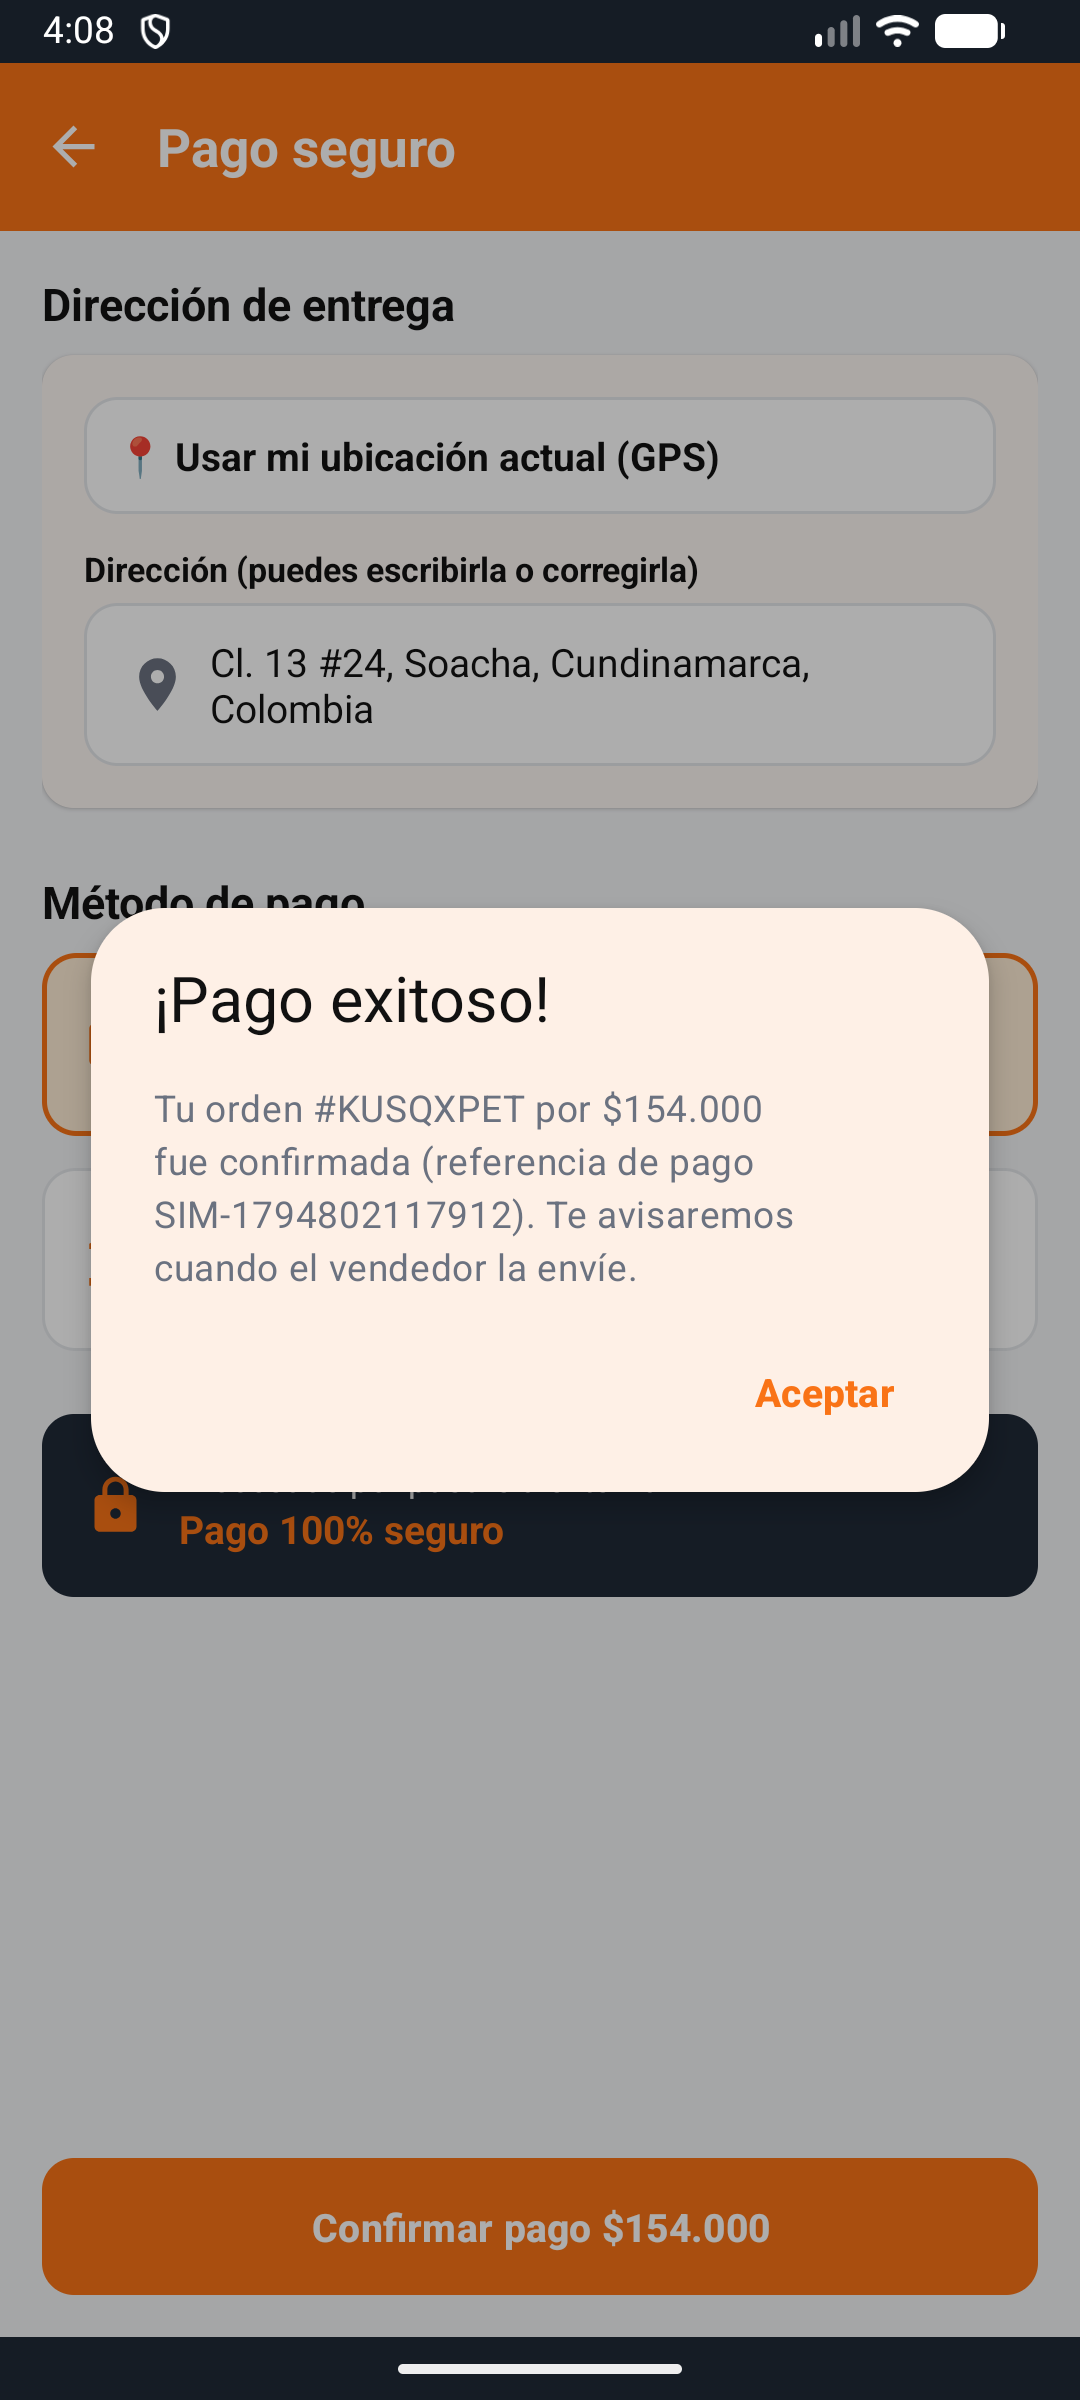 4:08
Pago seguro
Dirección de entrega
Usar mi ubicación actual (GPS)
Dirección (puedes escribirla o corregirla)
Cl. 13 #24, Soacha, Cundinamarca,
Colombia
Método de pago
¡Pago exitoso!
Tu orden #KUSQXPET por $154.000
fue confirmada (referencia de pago
SIM-1794802117912). Te avisaremos
cuando el vendedor la envíe.
Aceptar
Pago 100% seguro
Confirmar pago $154.000